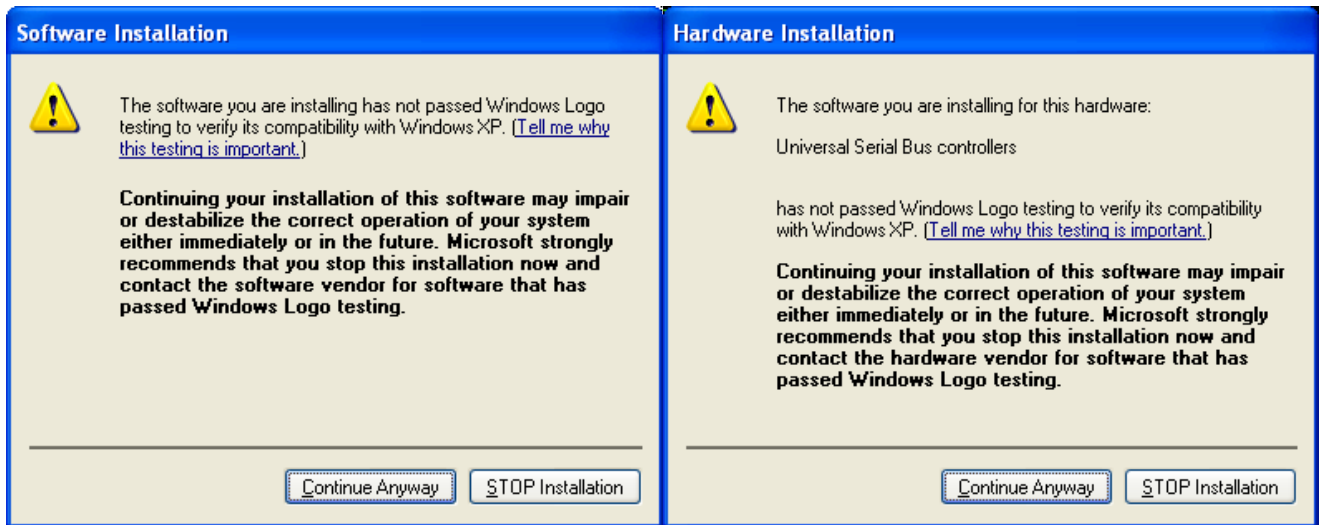 Software Installation
The software you are installing has not passed Windows Logo
testing to verify its compatibility with Windows XP. (Tell me why
this testing is important.)
Continuing your installation of this software may impair
or destabilize the correct operation of your system
either immediately or in the future. Microsoft strongly
recommends that you stop this installation now and
contact the software vendor for software that has
passed Windows Logo testing.
Continue Anyway
STOP Installation
Hardware Installation
The software you are installing for this hardware:
Universal Serial Bus controllers
has not passed Windows Logo testing to verify its compatibility
with Windows XP. (Tell me why this testing is important.)
Continuing your installation of this software may impair
or destabilize the correct operation of your system
either immediately or in the future. Microsoft strongly
recommends that you stop this installation now and
contact the hardware vendor for software that has
passed Windows Logo testing.
Continue Anyway
STOP Installation